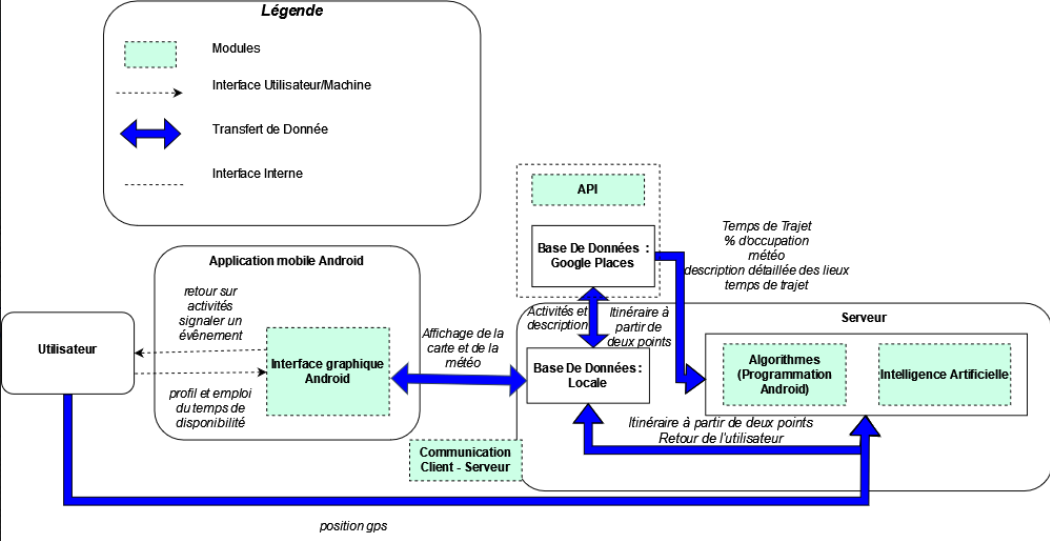 Légende
Modules
Interface Utilisateur/Machine
Transfert de Donnée
Interface Interne
API
Base De Données :
Google Places
Temps de Trajet
% d'occupation
météo
description détaillée des lieux
temps de trajet
Application mobile Android
retour sur
activités
signaler un
évênement
Utilisateur
Interface graphique
Android
profil et emploi
du temps de
disponibilité
Affichage de la
carte et de la
météo
Activités et
description
Itinéraire à
partir de
deux points
Serveur
Base De Données :
Locale
Algorithmes
(Programmation
Android)
Intelligence Artificielle
Itinéraire à partir de deux points
Retour de l'utilisateur
Communication
Client - Serveur
position gps